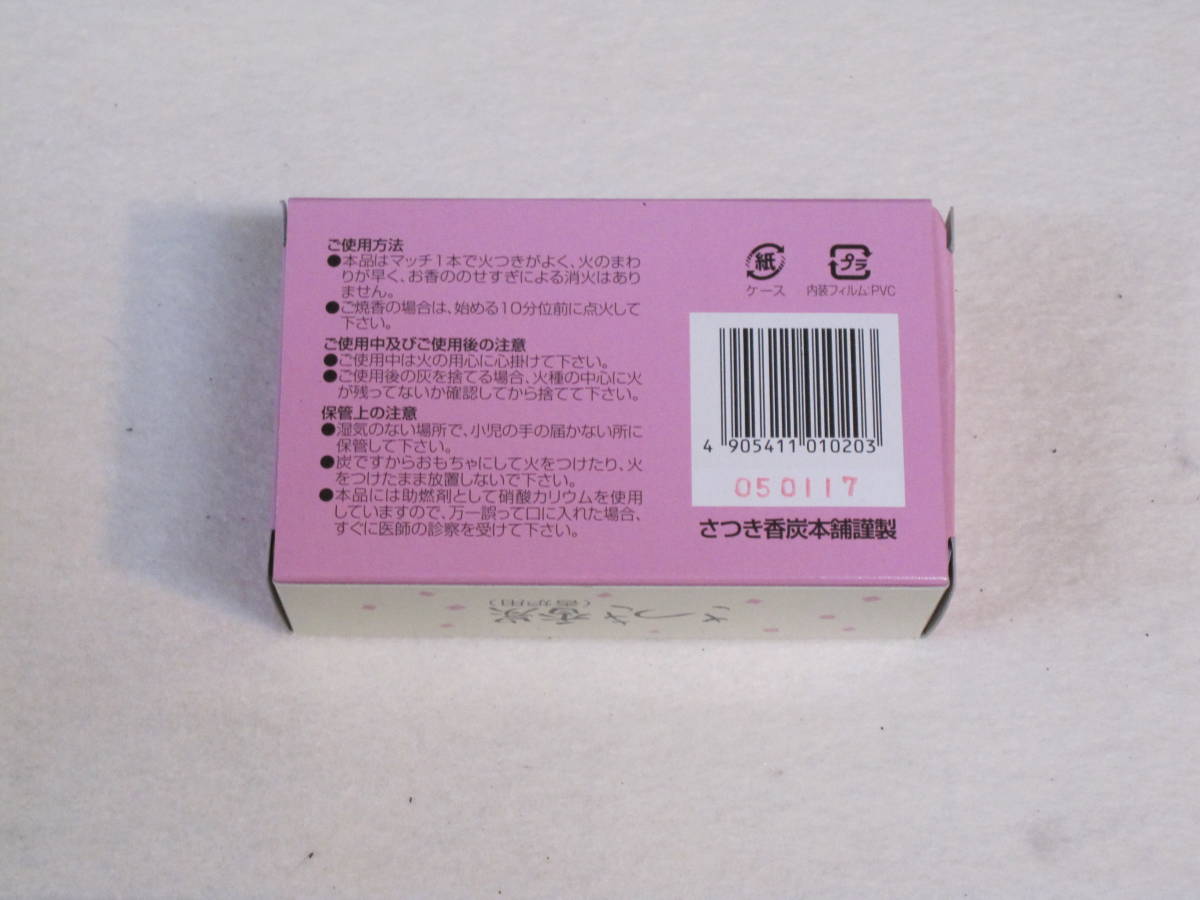 ご使用方法
●本品はマッチ1本で火つきがよく、火のまわ
りが早く、お香ののせすぎによる消火はあり
ません。
●ご焼香の場合は、始める10分位前に点火して
下さい。
ご使用中及びご使用後の注意
●ご使用中は火の用心に心掛けて下さい。
●ご使用後の灰を捨てる場合、火種の中心に火
が残ってないか確認してから捨てて下さい。
保管上の注意
●湿気のない場所で、小児の手の届かない所に
保管して下さい。
●炭ですからおもちゃにして火をつけたり、火
をつけたまま放置しないで下さい。
●本品には助燃剤として硝酸カリウムを使用
していますので、万一誤って口に入れた場合、
すぐに医師の診察を受けて下さい。
紙
ケース
プラ
内装フィルム:PVC
4 905411 010203
050117
さつき香炭本舗謹製
さつき香炭
(香炉用)